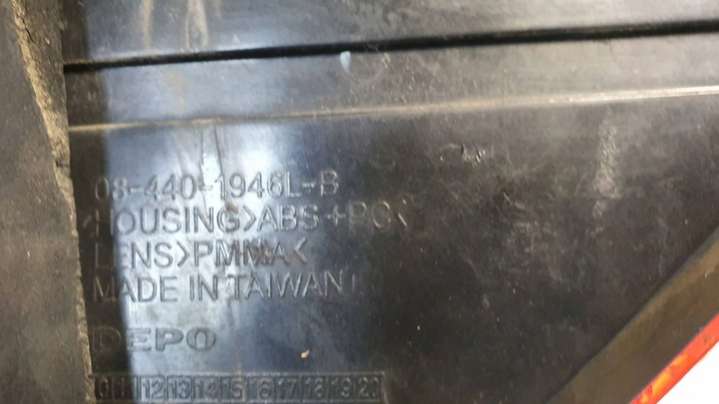 08-440-1946L-B
HOUSING>ABS+PC<
LENS>PMMA<
MADE IN TAIWAN
DEPO
11 12 13 14 15 16 17 18 19 20